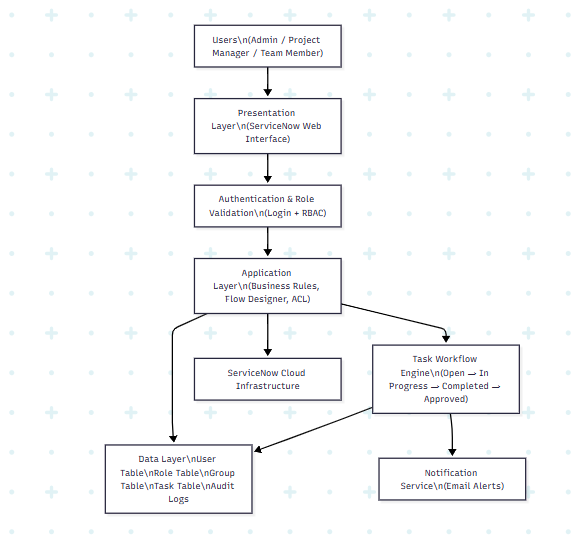 Users\n(Admin / Project
Manager / Team Member)
Presentation
Layer\n(ServiceNow Web
Interface)
Authentication & Role
Validation\n(Login + RBAC)
Application
Layer\n(Business Rules,
Flow Designer, ACL)
ServiceNow Cloud
Infrastructure
Task Workflow
Engine\n(Open → In
Progress → Completed →
Approved)
Data Layer\nUser
Table\nRole Table\nGroup
Table\nTask Table\nAudit
Logs
Notification
Service\n(Email Alerts)